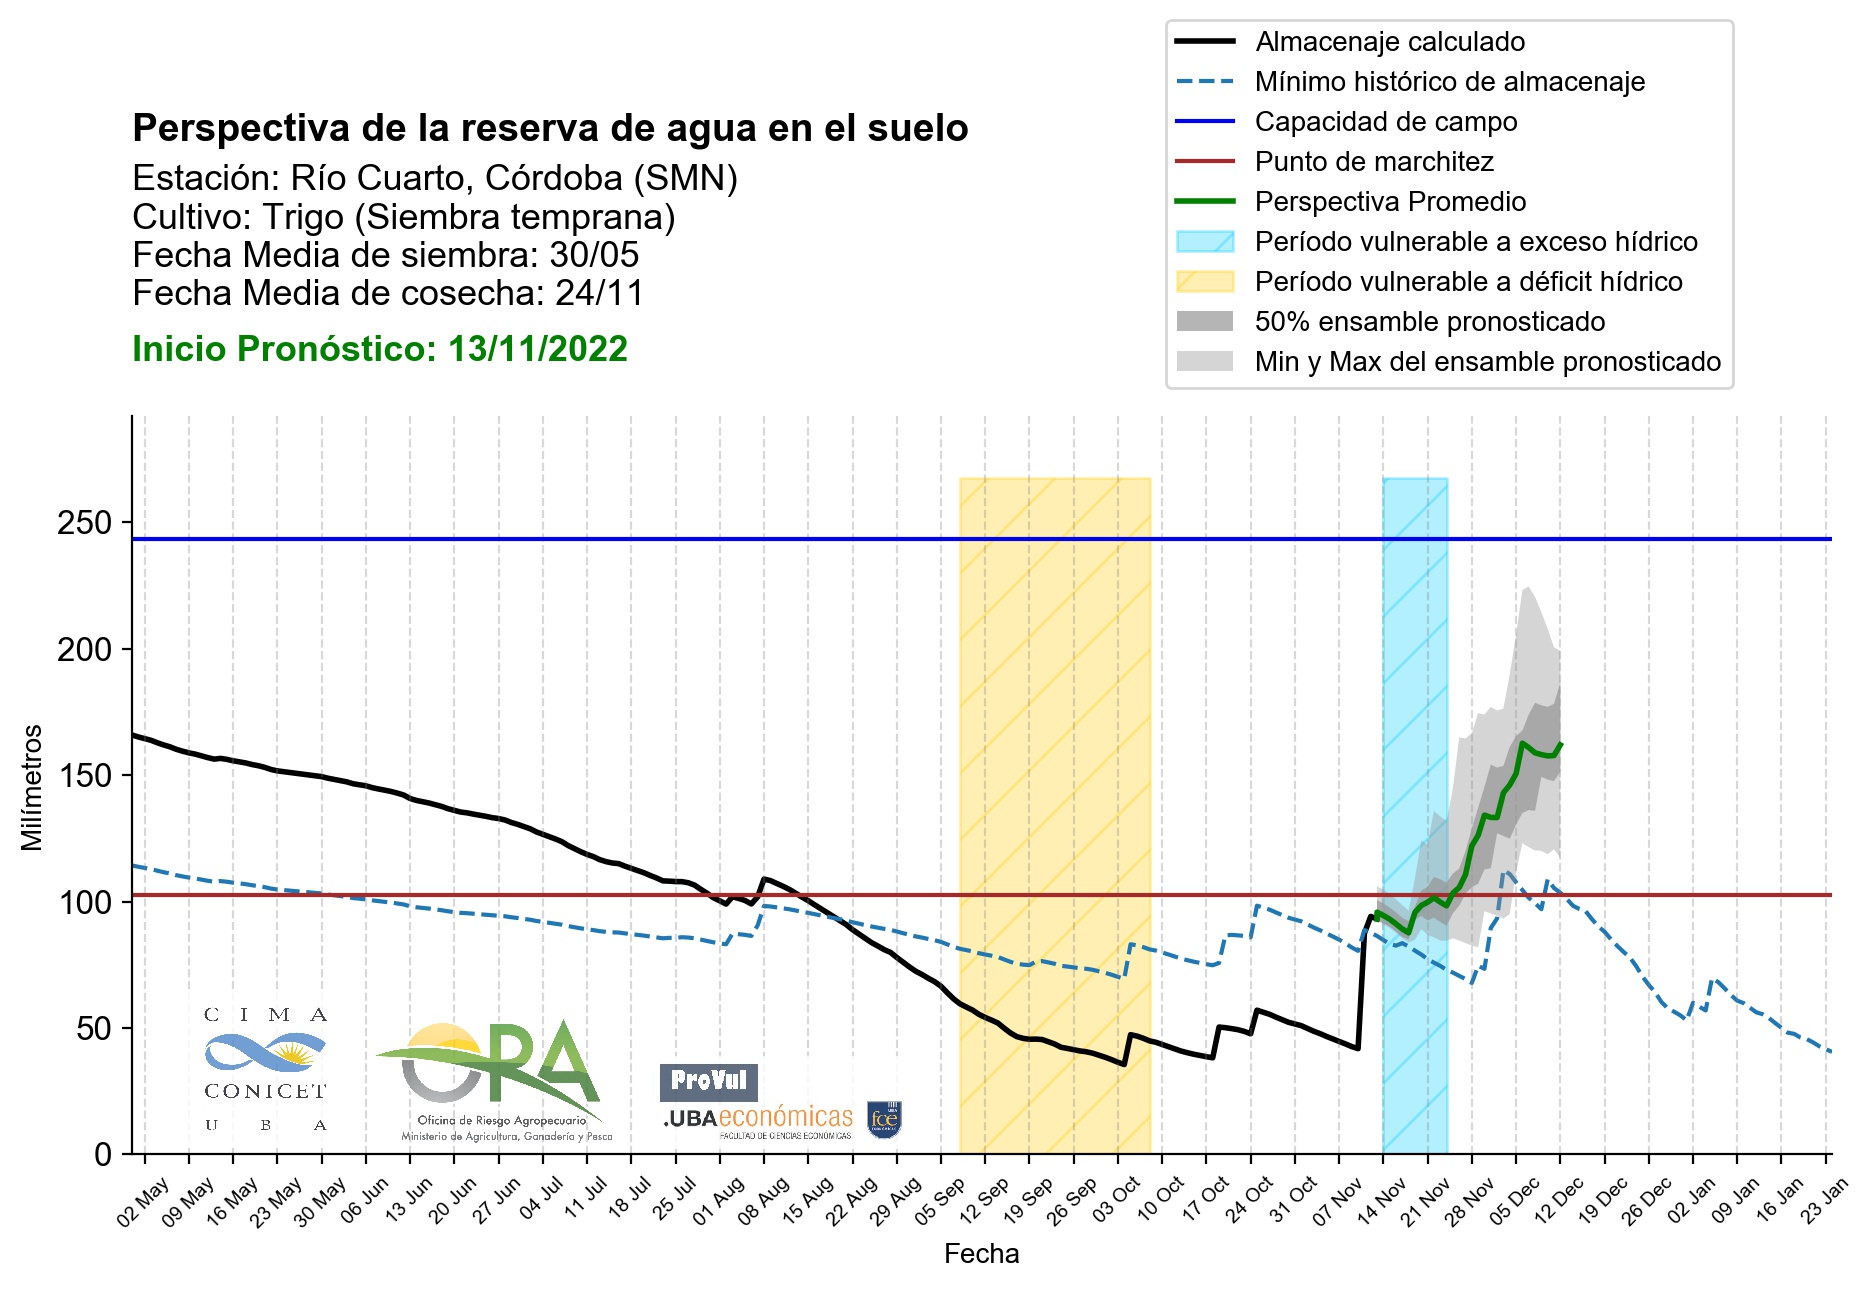 Almacenaje calculado
Mínimo histórico de almacenaje
Capacidad de campo
Punto de marchitez
Perspectiva Promedio
Período vulnerable a exceso hídrico
Período vulnerable a déficit hídrico
50% ensamble pronosticado
Min y Max del ensamble pronosticado
Perspectiva de la reserva de agua en el suelo
Estación: Río Cuarto, Córdoba (SMN)
Cultivo: Trigo (Siembra temprana)
Fecha Media de siembra: 30/05
Fecha Media de cosecha: 24/11
Inicio Pronóstico: 13/11/2022
Milímetros
250
200
150
100
50
0
CIMA
CONICET
UBA
ORA
Oficina de Riesgo Agropecuario
Ministerio de Agricultura, Ganadería y Pesca
ProVul
.UBAeconómicas
FACULTAD DE CIENCIAS ECONÓMICAS
fce
02 May
09 May
16 May
23 May
30 May
06 Jun
13 Jun
20 Jun
27 Jun
04 Jul
11 Jul
18 Jul
25 Jul
01 Aug
08 Aug
15 Aug
22 Aug
29 Aug
05 Sep
12 Sep
19 Sep
26 Sep
03 Oct
10 Oct
17 Oct
24 Oct
31 Oct
07 Nov
14 Nov
21 Nov
28 Nov
05 Dec
12 Dec
19 Dec
26 Dec
02 Jan
09 Jan
16 Jan
23 Jan
Fecha